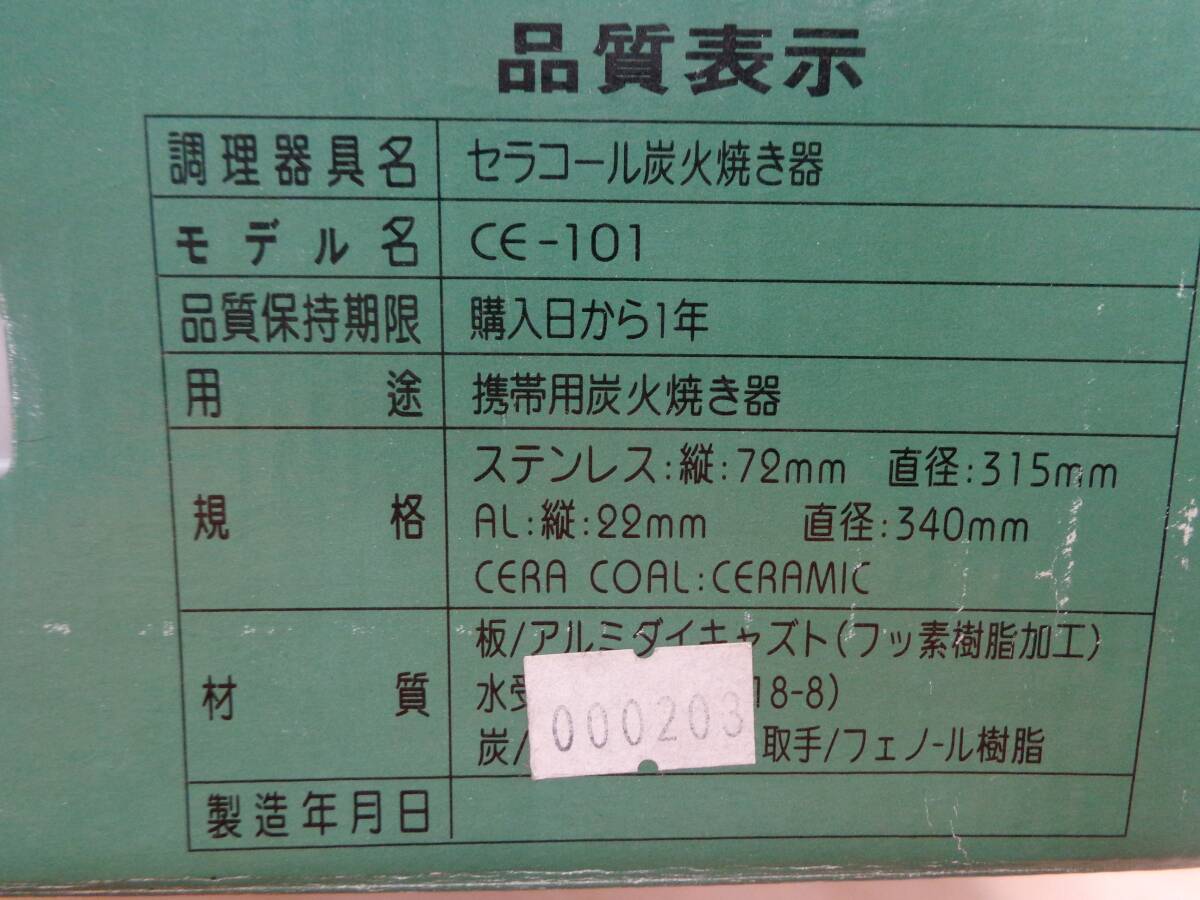 品質表示
調理器具名 セラコール炭火焼き器
モデル名 CE-101
品質保持期限 購入日から1年
用途 携帯用炭火焼き器
規格 ステンレス:縦:72mm 直径:315mm
AL:縦:22mm 直径:340mm
CERA COAL:CERAMIC
材質 板/アルミダイキャズト(フッ素樹脂加工)
水受 18-8)
炭/ 取手/フェノ-ル樹脂
000203
製造年月日